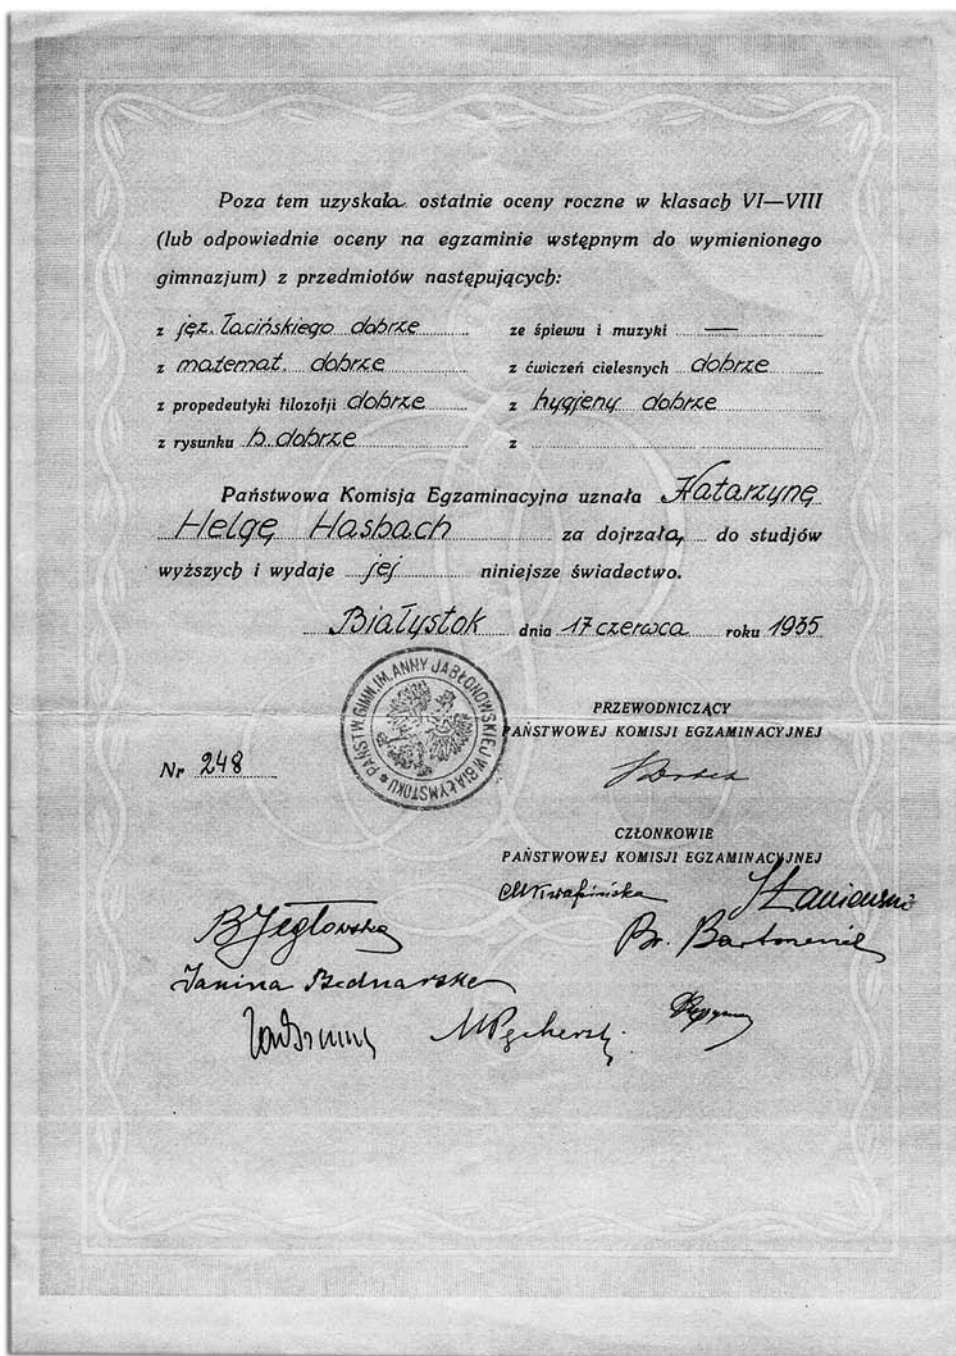 Poza tem uzyskała ostatnie oceny roczne w klasach VI—VIII
(lub odpowiednie oceny na egzaminie wstępnym do wymienionego
gimnazjum) z przedmiotów następujących:
z jęz. łacińskiego dobrze ze śpiewu i muzyki —
z matemat. dobrze z ćwiczeń cielesnych dobrze
z propedeutyki filozofji dobrze z hygjeny dobrze
z rysunku b. dobrze z
Państwowa Komisja Egzaminacyjna uznała Katarzynę
Helgę Hasbach za dojrzałą do studjów
wyższych i wydaje jej niniejsze świadectwo.
Białystok dnia 17 czerwca roku 1935
PAŃSTW. GIMN. IM. ANNY JABŁONOWSKIEJ W BIAŁYMSTOKU
PRZEWODNICZĄCY
PAŃSTWOWEJ KOMISJI EGZAMINACYJNEJ
Nr 248
CZŁONKOWIE
PAŃSTWOWEJ KOMISJI EGZAMINACYJNEJ
Janina Bednarska